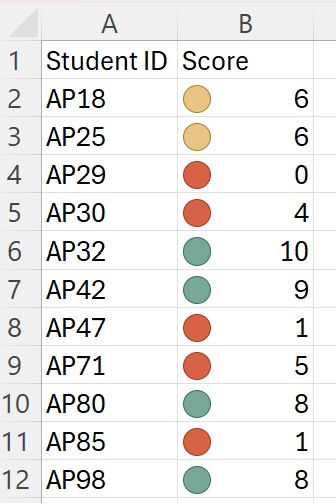 A B
1 Student ID Score
2 AP18 6
3 AP25 6
4 AP29 0
5 AP30 4
6 AP32 10
7 AP42 9
8 AP47 1
9 AP71 5
10 AP80 8
11 AP85 1
12 AP98 8